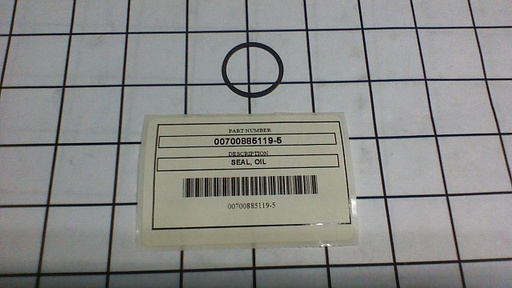 PART NUMBER
00700885119-5
DESCRIPTION
SEAL, OIL
00700885119-5